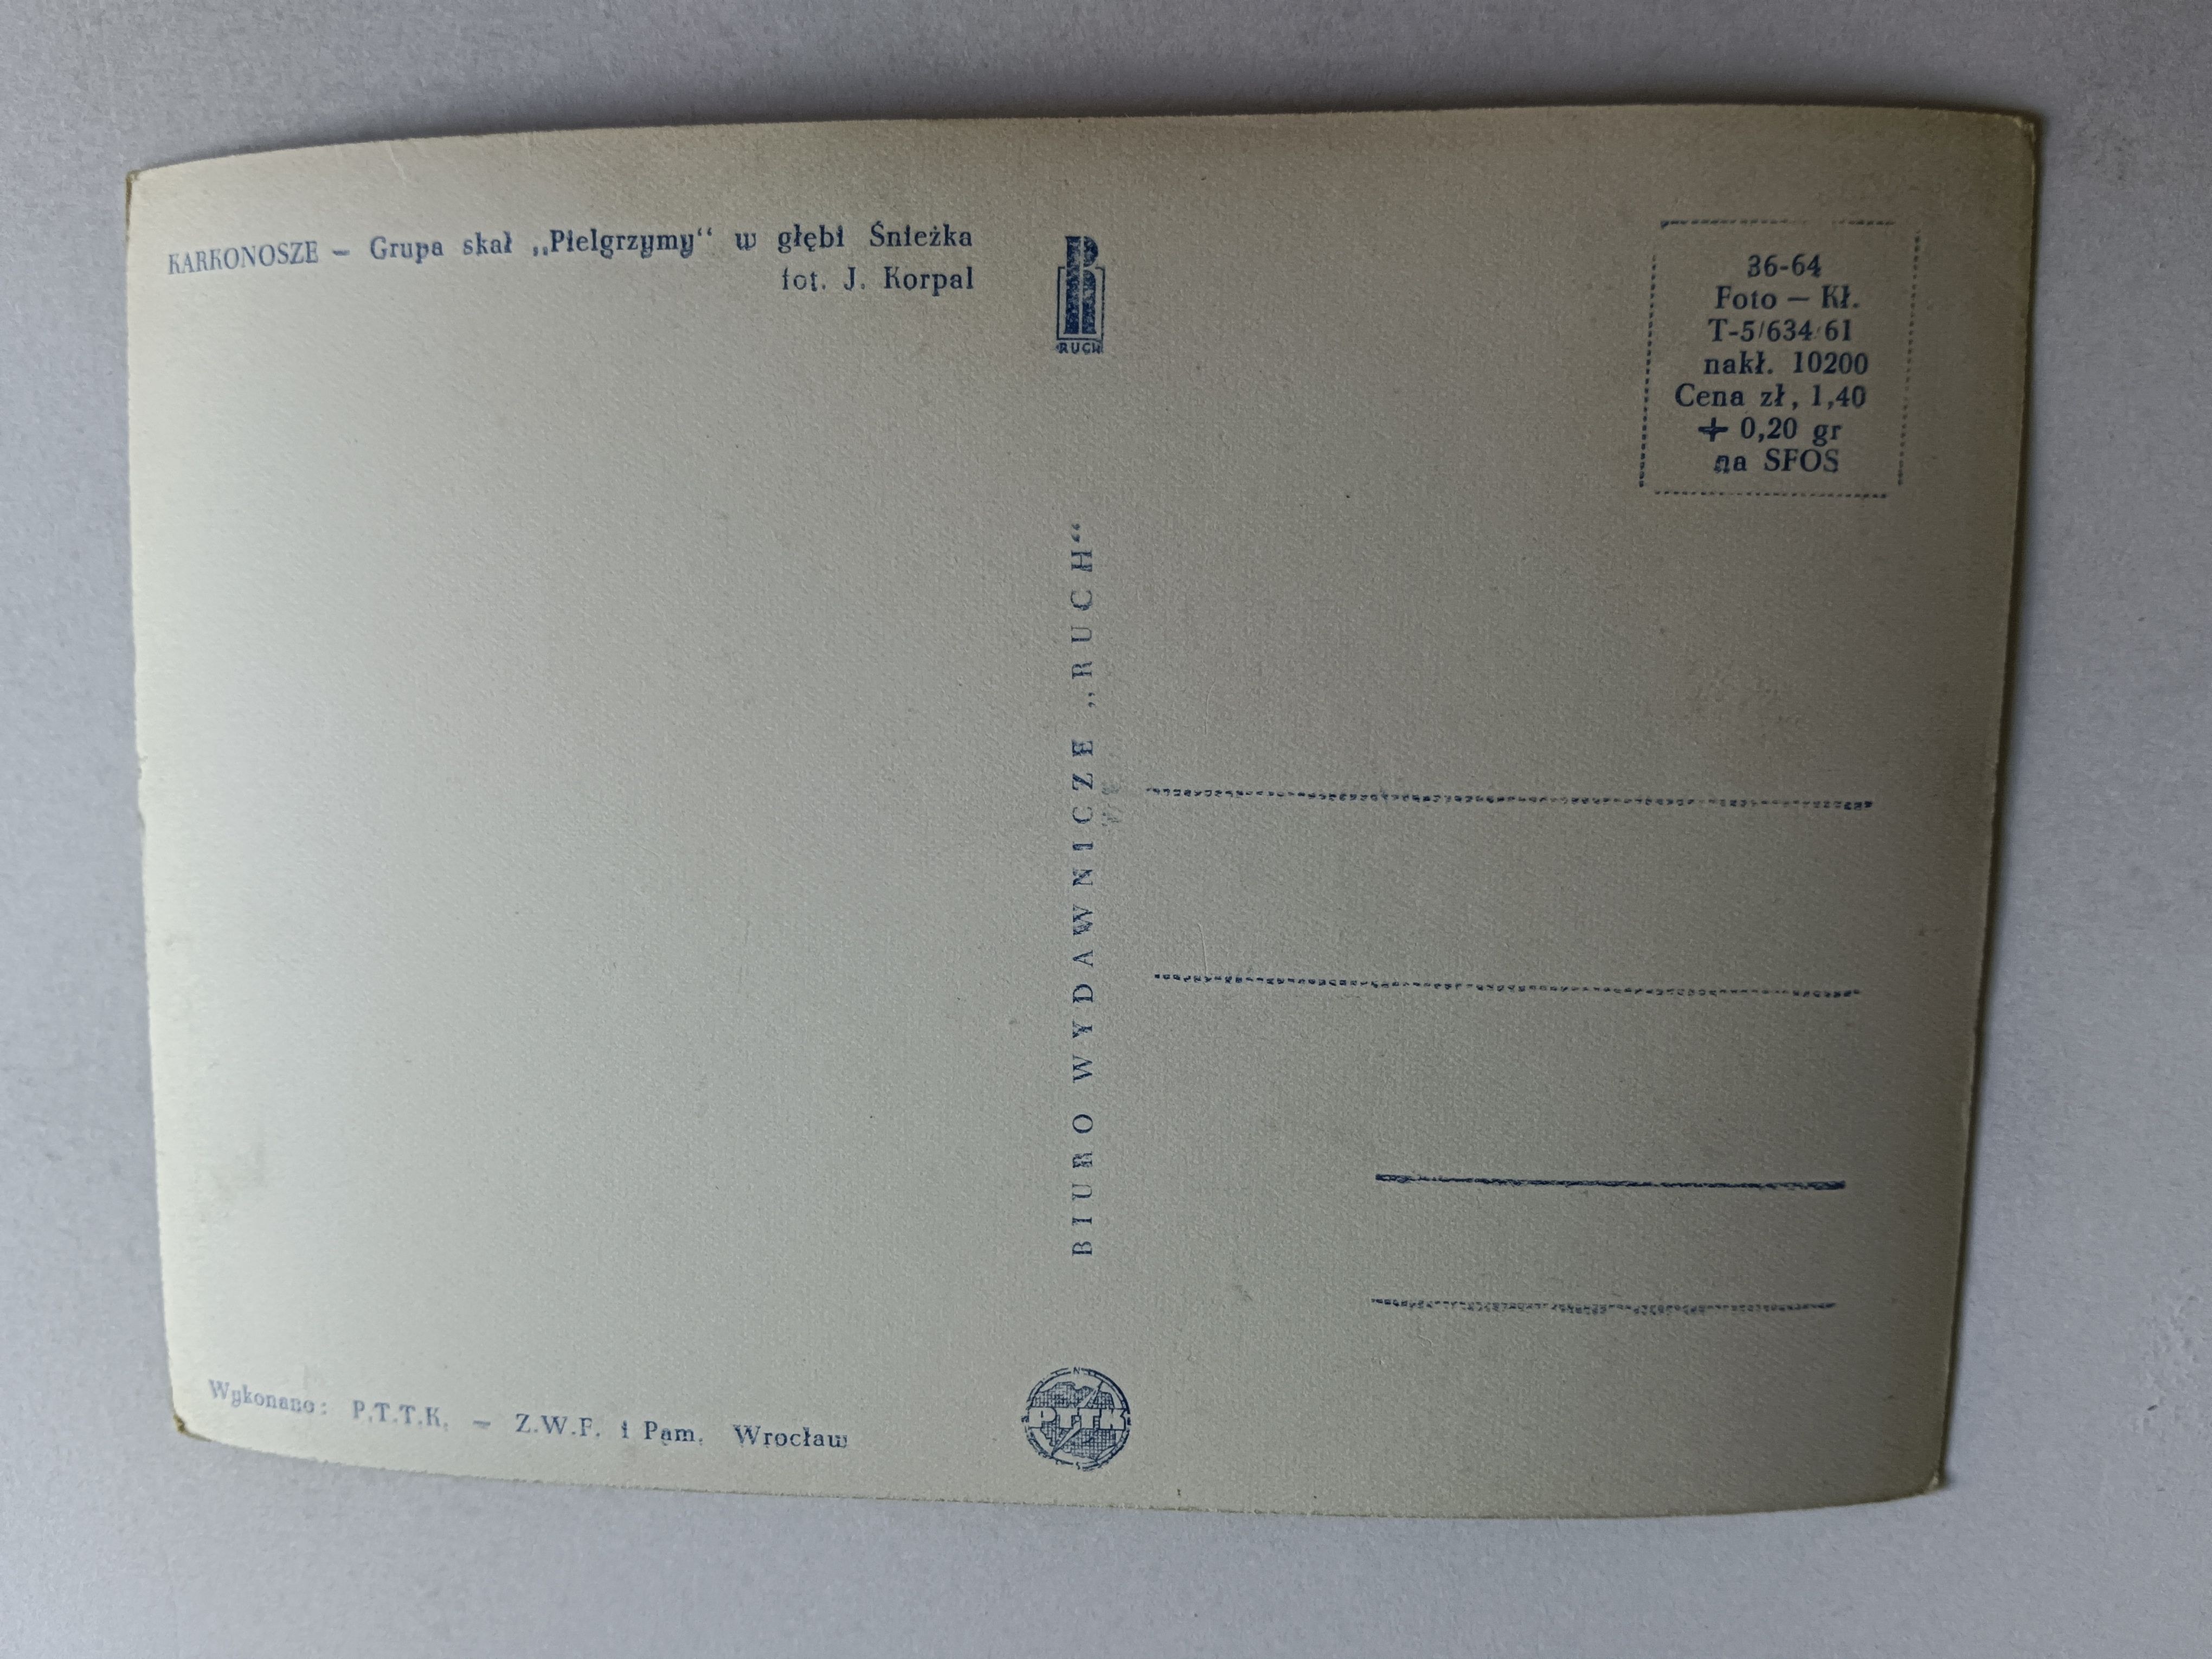 KARKONOSZE — Grupa skał „Pielgrzymy“ w głębi Śnieżka
fot. J. Korpal
RUCH
36-64
Foto — Kł.
T-5/634/61
nakł. 10200
Cena zł, 1,40
+ 0,20 gr
na SFOS
BIURO WYDAWNICZE „RUCH“
Wykonano: P.T.T.K. — Z.W.F. i Pam. Wrocław
N
PTTK
S